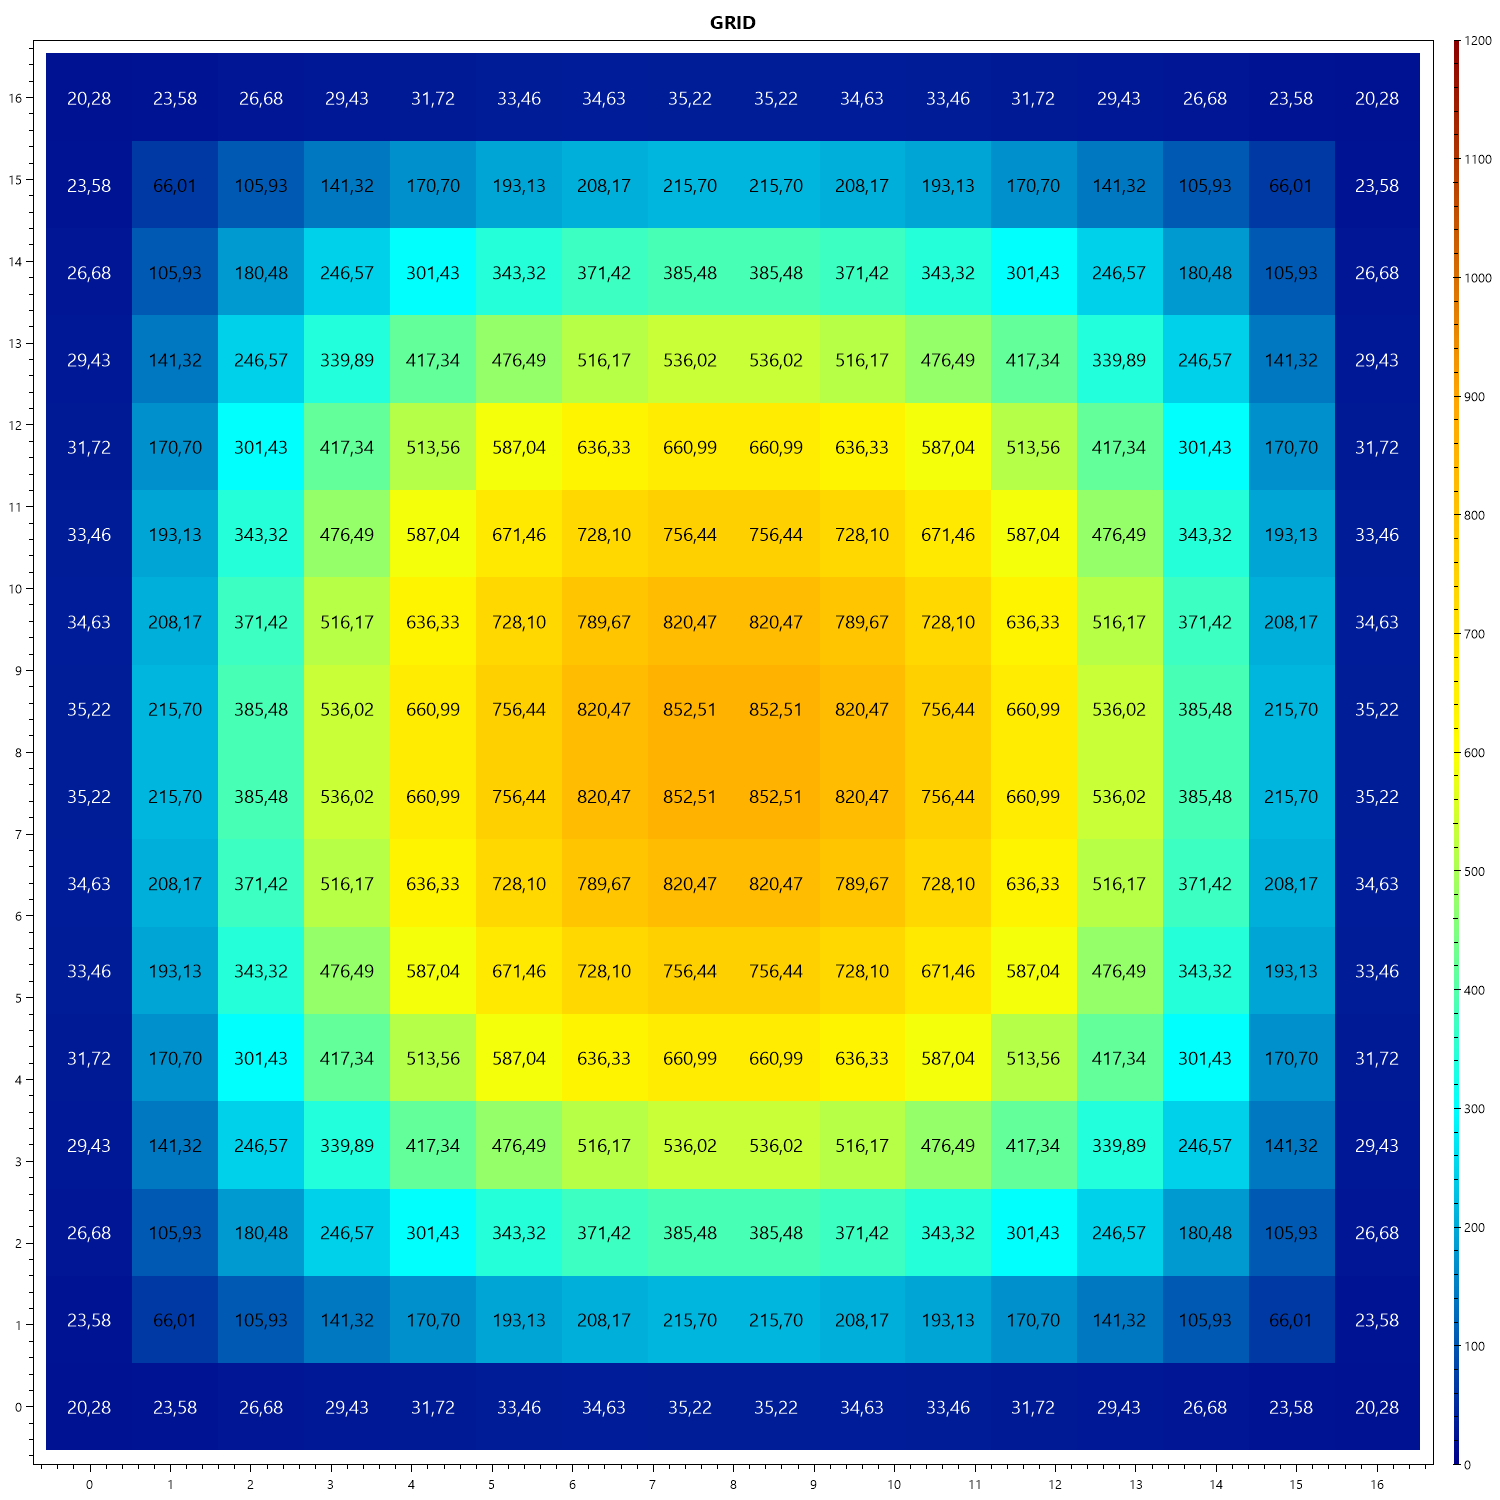 GRID
1200
16 20,28 23,58 26,68 29,43 31,72 33,46 34,63 35,22 35,22 34,63 33,46 31,72 29,43 26,68 23,58 20,28
1100
15 23,58 66,01 105,93 141,32 170,70 193,13 208,17 215,70 215,70 208,17 193,13 170,70 141,32 105,93 66,01 23,58
14 26,68 105,93 180,48 246,57 301,43 343,32 371,42 385,48 385,48 371,42 343,32 301,43 246,57 180,48 105,93 26,68
1000
13 29,43 141,32 246,57 339,89 417,34 476,49 516,17 536,02 536,02 516,17 476,49 417,34 339,89 246,57 141,32 29,43
900
12 31,72 170,70 301,43 417,34 513,56 587,04 636,33 660,99 660,99 636,33 587,04 513,56 417,34 301,43 170,70 31,72
11
800
33,46 193,13 343,32 476,49 587,04 671,46 728,10 756,44 756,44 728,10 671,46 587,04 476,49 343,32 193,13 33,46
10
34,63 208,17 371,42 516,17 636,33 728,10 789,67 820,47 820,47 789,67 728,10 636,33 516,17 371,42 208,17 34,63
700
9
35,22 215,70 385,48 536,02 660,99 756,44 820,47 852,51 852,51 820,47 756,44 660,99 536,02 385,48 215,70 35,22
8 600
35,22 215,70 385,48 536,02 660,99 756,44 820,47 852,51 852,51 820,47 756,44 660,99 536,02 385,48 215,70 35,22
7
500
34,63 208,17 371,42 516,17 636,33 728,10 789,67 820,47 820,47 789,67 728,10 636,33 516,17 371,42 208,17 34,63
6
33,46 193,13 343,32 476,49 587,04 671,46 728,10 756,44 756,44 728,10 671,46 587,04 476,49 343,32 193,13 33,46
400
5
31,72 170,70 301,43 417,34 513,56 587,04 636,33 660,99 660,99 636,33 587,04 513,56 417,34 301,43 170,70 31,72
4
300
29,43 141,32 246,57 339,89 417,34 476,49 516,17 536,02 536,02 516,17 476,49 417,34 339,89 246,57 141,32 29,43
3
200
26,68 105,93 180,48 246,57 301,43 343,32 371,42 385,48 385,48 371,42 343,32 301,43 246,57 180,48 105,93 26,68
2
23,58 66,01 105,93 141,32 170,70 193,13 208,17 215,70 215,70 208,17 193,13 170,70 141,32 105,93 66,01 23,58
1
100
0 20,28 23,58 26,68 29,43 31,72 33,46 34,63 35,22 35,22 34,63 33,46 31,72 29,43 26,68 23,58 20,28
0
0 1 2 3 4 5 6 7 8 9 10 11 12 13 14 15 16